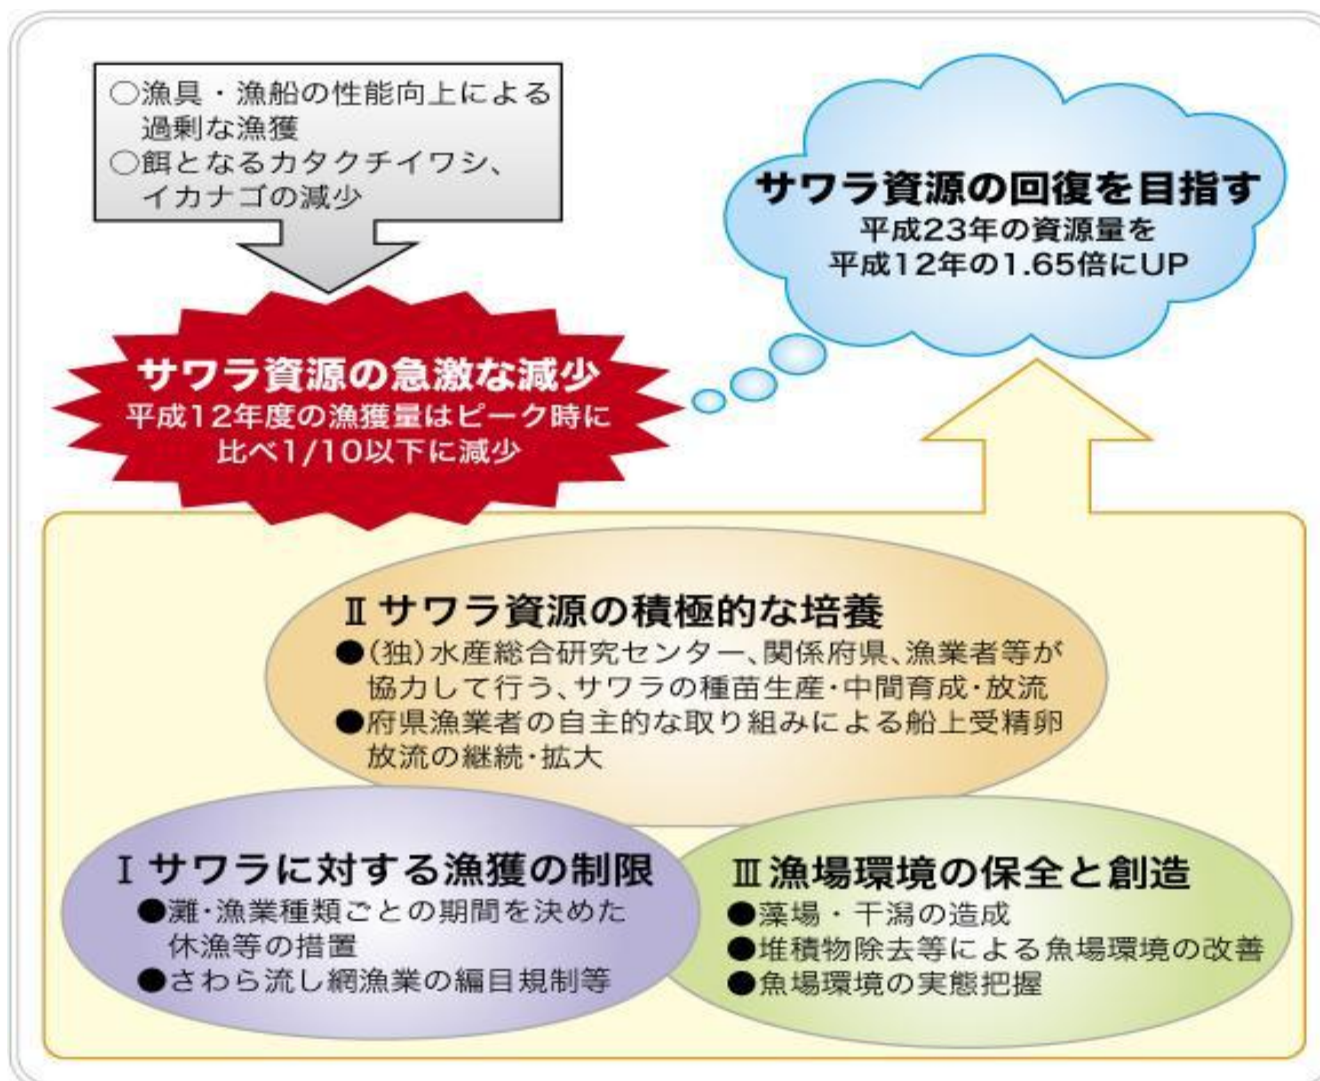 ○漁具・漁船の性能向上による
過剰な漁獲
○餌となるカタクチイワシ、
イカナゴの減少
サワラ資源の回復を目指す
平成23年の資源量を
平成12年の1.65倍にUP
サワラ資源の急激な減少
平成12年度の漁獲量はピーク時に
比べ1/10以下に減少
Ⅱ サワラ資源の積極的な培養
●(独)水産総合研究センター、関係府県、漁業者等が
協力して行う、サワラの種苗生産・中間育成・放流
●府県漁業者の自主的な取り組みによる船上受精卵
放流の継続・拡大
Ⅰ サワラに対する漁獲の制限
●灘・漁業種類ごとの期間を決めた
休漁等の措置
●さわら流し網漁業の編目規制等
Ⅲ 漁場環境の保全と創造
●藻場・干潟の造成
●堆積物除去等による魚場環境の改善
●魚場環境の実態把握